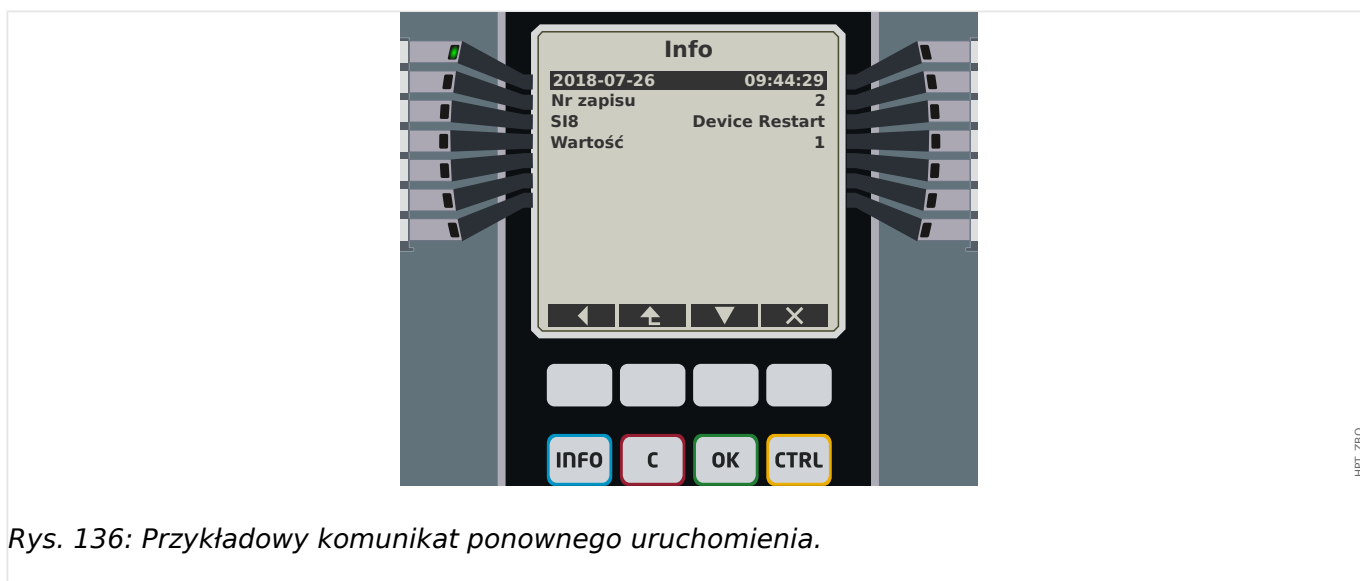 Info
2018-07-26 09:44:29
Nr zapisu 2
SI8 Device Restart
Wartość 1
INFO C OK CTRL
HPT_ZBO
Rys. 136: Przykładowy komunikat ponownego uruchomienia.